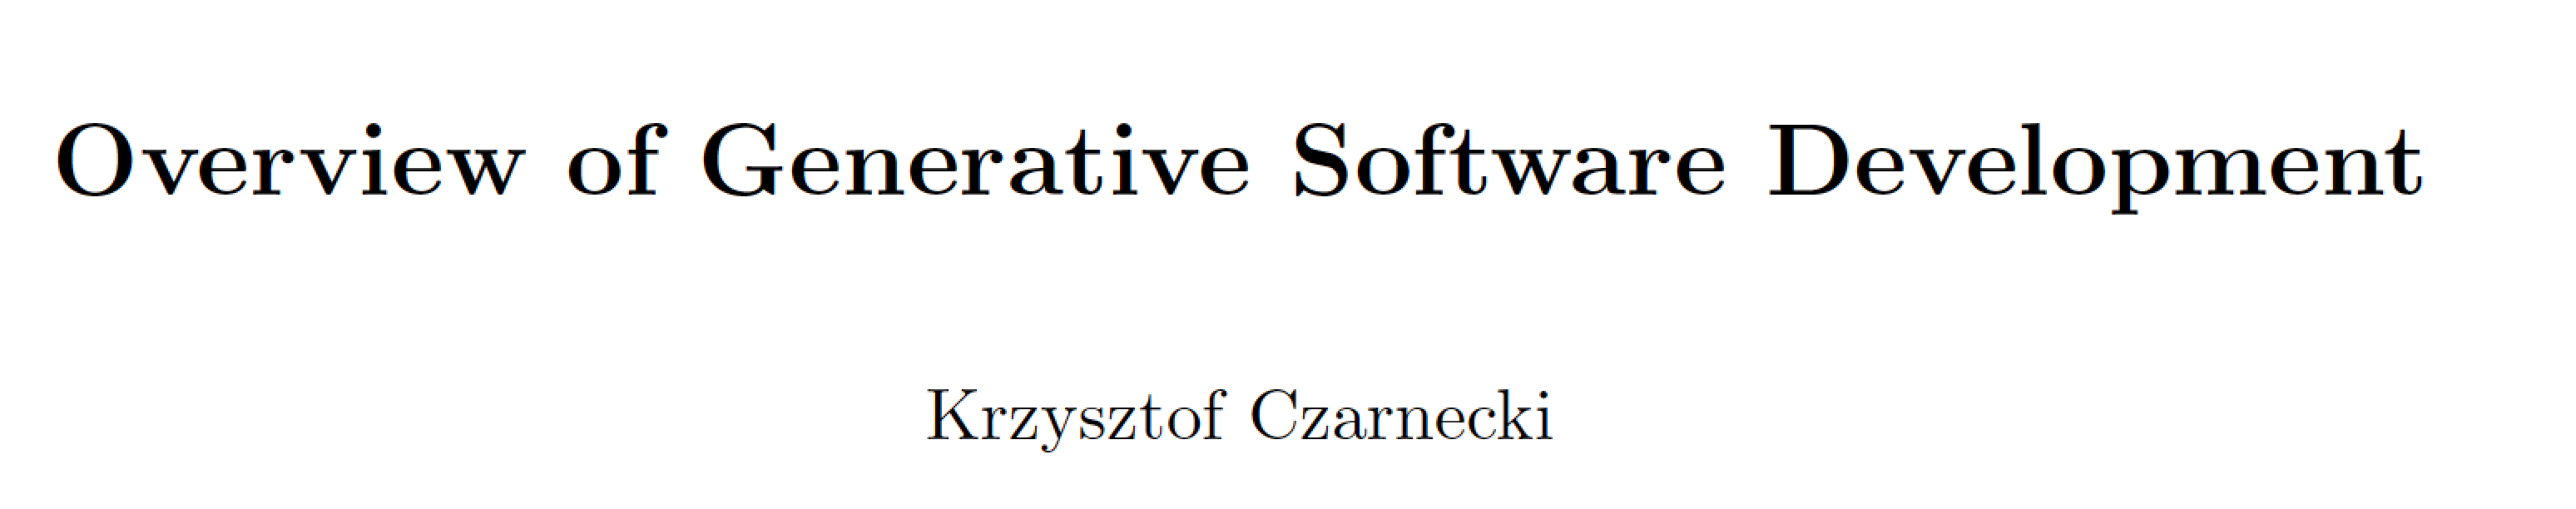 Overview of Generative Software Development
Krzysztof Czarnecki